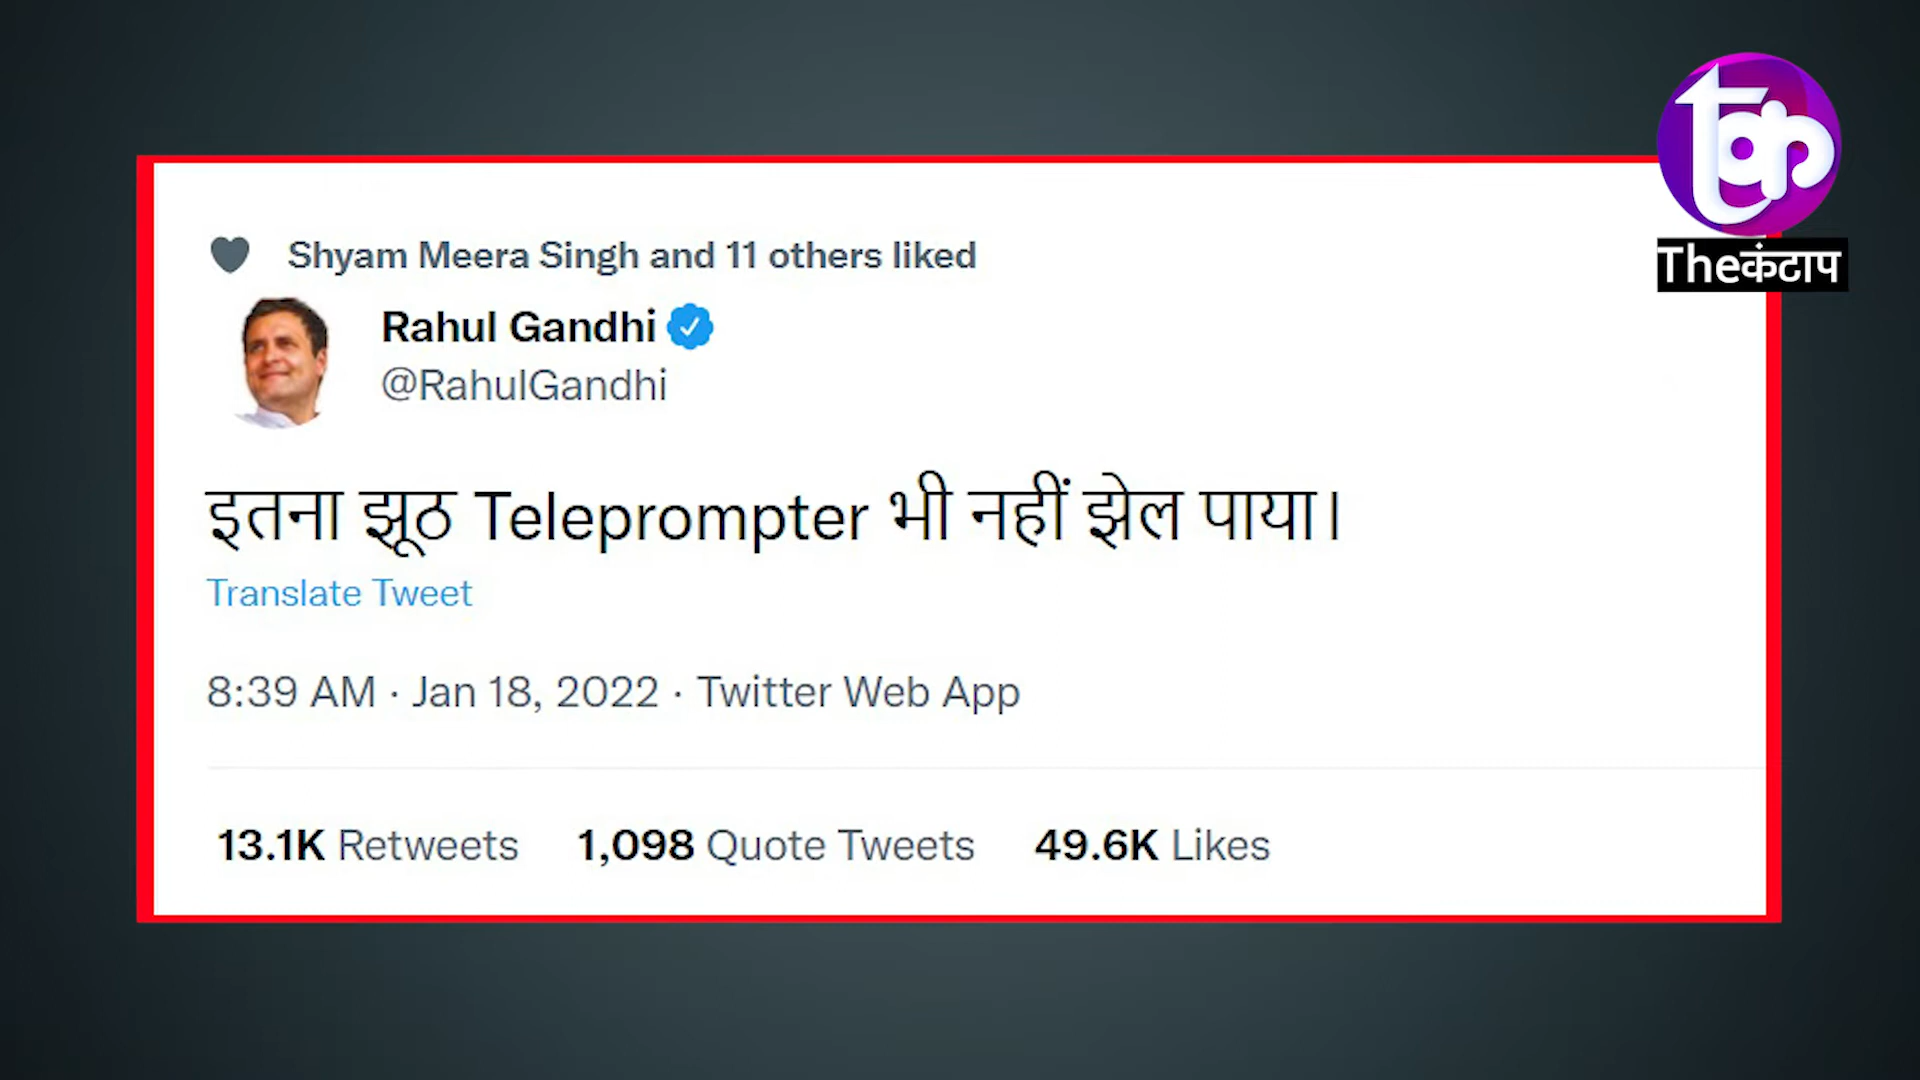 Theकंटाप
Shyam Meera Singh and 11 others liked
Rahul Gandhi
@RahulGandhi
इतना झूठ Teleprompter भी नहीं झेल पाया।
Translate Tweet
8:39 AM · Jan 18, 2022 · Twitter Web App
13.1K Retweets 1,098 Quote Tweets 49.6K Likes